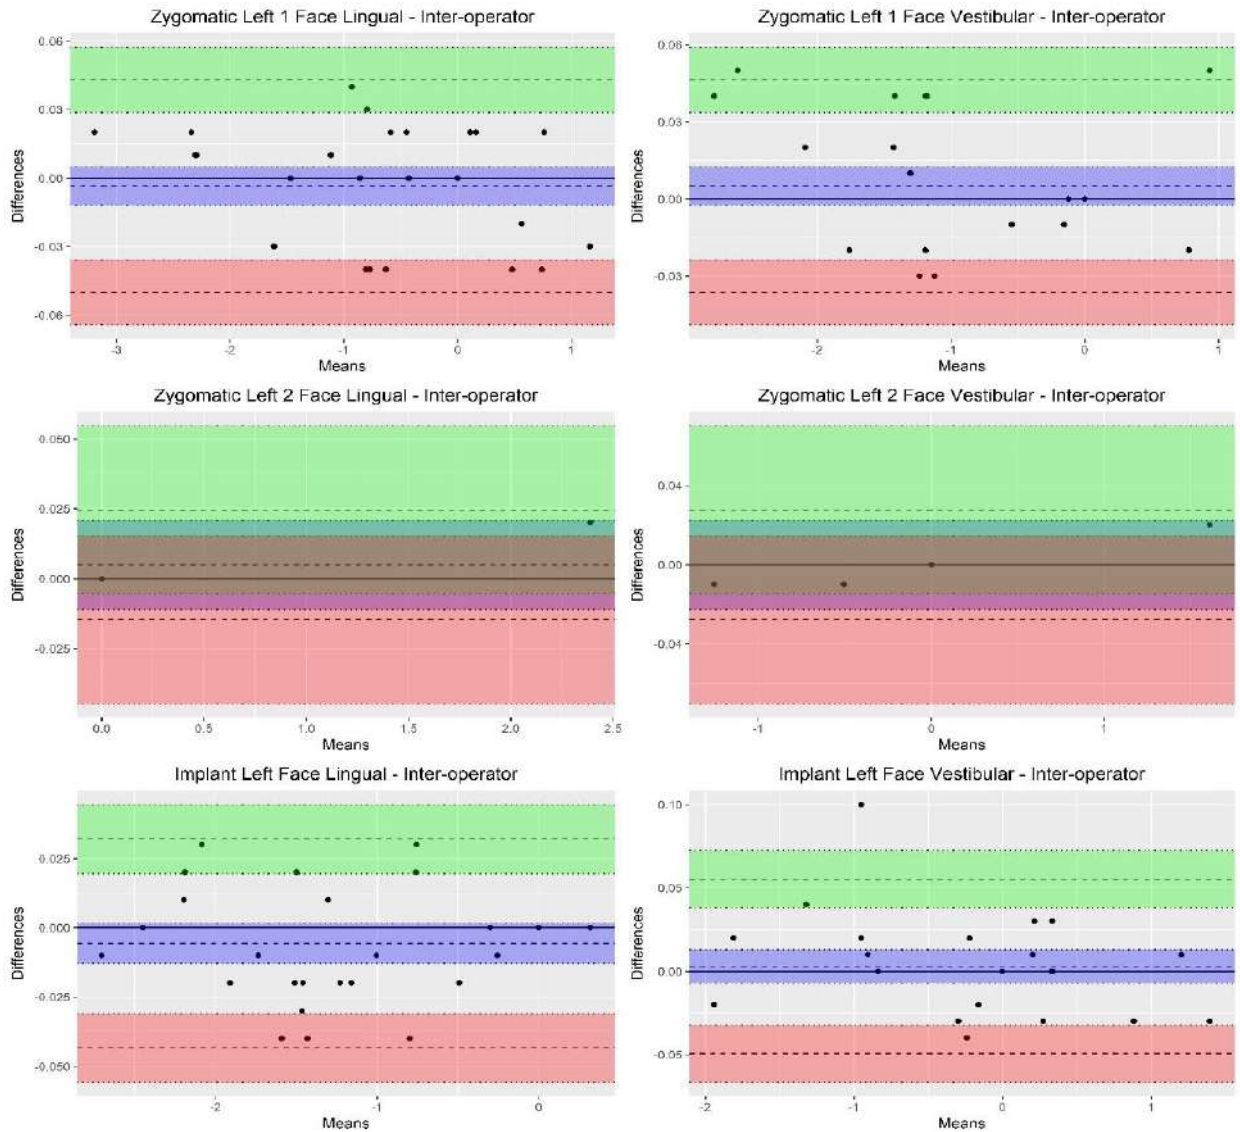 Zygomatic Left 1 Face Lingual - Inter-operator
0.06
0.03
0.00
-0.03
-0.06
Differences
-3 -2 -1 0 1
Means
Zygomatic Left 1 Face Vestibular - Inter-operator
0.06
0.03
0.00
-0.03
Differences
-2 -1 0 1
Means
Zygomatic Left 2 Face Lingual - Inter-operator
0.050
0.025
0.000
-0.025
Differences
0.0 0.5 1.0 1.5 2.0 2.5
Means
Zygomatic Left 2 Face Vestibular - Inter-operator
0.04
0.00
-0.04
Differences
-1 0 1
Means
Implant Left Face Lingual - Inter-operator
0.025
0.000
-0.025
-0.050
Differences
-2 -1 0
Means
Implant Left Face Vestibular - Inter-operator
0.10
0.05
0.00
-0.05
Differences
-2 -1 0 1
Means